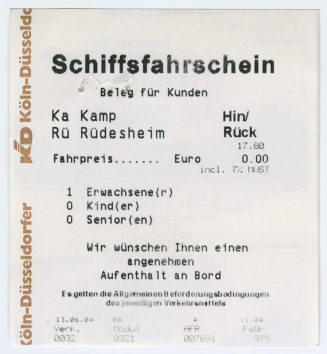 Köln-Düsseldo
KD
Köln-Düsseldorfer
Schiffsfahrschein
Beleg für Kunden
Ka Kamp Hin/
Rü Rüdesheim Rück
17.80
Fahrpreis....... Euro 0.00
incl. 7% MWST
1 Erwachsene(r)
0 Kind(er)
0 Senior(en)
Wir wünschen Ihnen einen
angenehmen
Aufenthalt an Bord
Es gelten die Allgemeinen Beförderungsbedingungen
des jeweiligen Verkehrsmittels
13.06.04 00 4 11.04
Verk. Modul AFR FsNr
0032 0321 007691 975